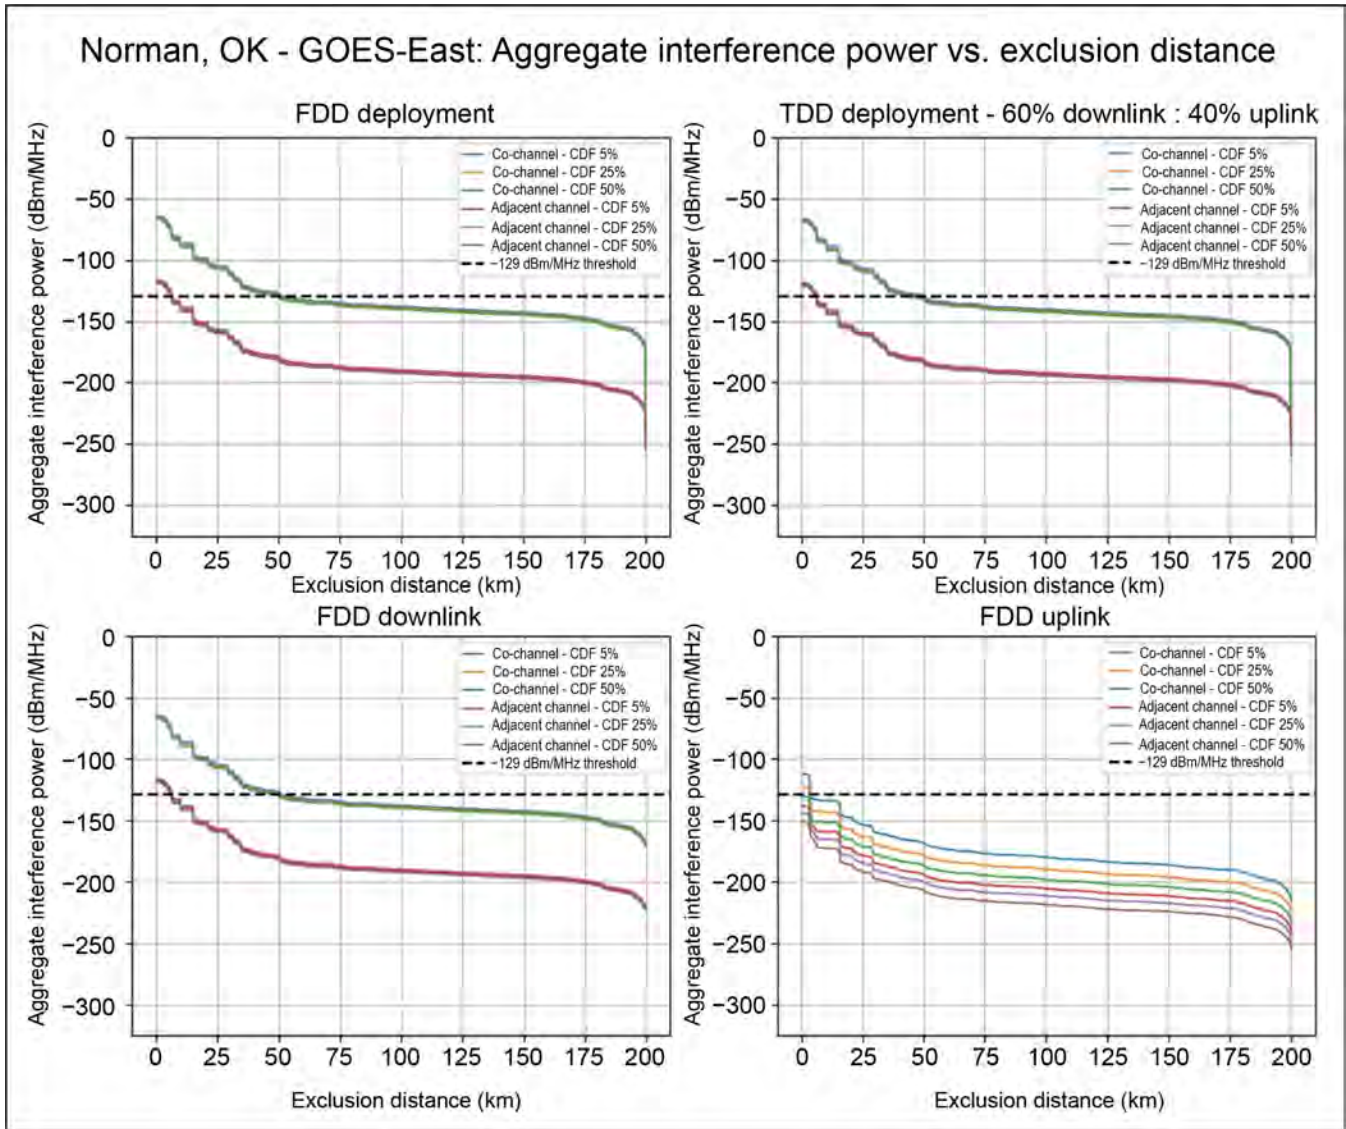 Norman, OK - GOES-East: Aggregate interference power vs. exclusion distance
FDD deployment
Aggregate interference power (dBm/MHz)
0
−50
−100
−150
−200
−250
−300
Co-channel - CDF 5%
Co-channel - CDF 25%
Co-channel - CDF 50%
Adjacent channel - CDF 5%
Adjacent channel - CDF 25%
Adjacent channel - CDF 50%
−129 dBm/MHz threshold
0 25 50 75 100 125 150 175 200
Exclusion distance (km)
TDD deployment - 60% downlink : 40% uplink
Aggregate interference power (dBm/MHz)
0
−50
−100
−150
−200
−250
−300
Co-channel - CDF 5%
Co-channel - CDF 25%
Co-channel - CDF 50%
Adjacent channel - CDF 5%
Adjacent channel - CDF 25%
Adjacent channel - CDF 50%
−129 dBm/MHz threshold
0 25 50 75 100 125 150 175 200
Exclusion distance (km)
FDD downlink
Aggregate interference power (dBm/MHz)
0
−50
−100
−150
−200
−250
−300
Co-channel - CDF 5%
Co-channel - CDF 25%
Co-channel - CDF 50%
Adjacent channel - CDF 5%
Adjacent channel - CDF 25%
Adjacent channel - CDF 50%
−129 dBm/MHz threshold
0 25 50 75 100 125 150 175 200
Exclusion distance (km)
FDD uplink
Aggregate interference power (dBm/MHz)
0
−50
−100
−150
−200
−250
−300
Co-channel - CDF 5%
Co-channel - CDF 25%
Co-channel - CDF 50%
Adjacent channel - CDF 5%
Adjacent channel - CDF 25%
Adjacent channel - CDF 50%
−129 dBm/MHz threshold
0 25 50 75 100 125 150 175 200
Exclusion distance (km)